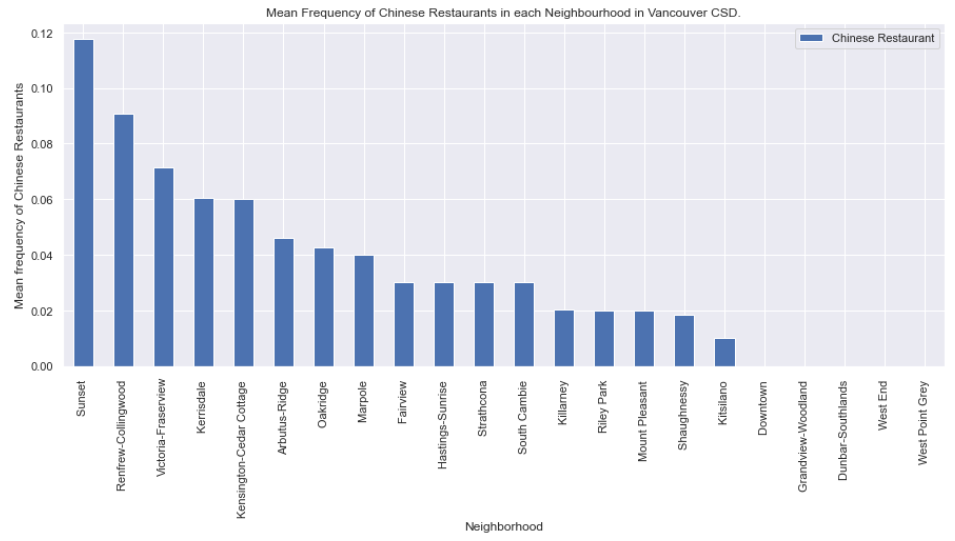 Mean Frequency of Chinese Restaurants in each Neighbourhood in Vancouver CSD.
Chinese Restaurant
Mean frequency of Chinese Restaurants
0.12
0.10
0.08
0.06
0.04
0.02
0.00
Sunset
Renfrew-Collingwood
Victoria-Fraserview
Kerrisdale
Kensington-Cedar Cottage
Arbutus-Ridge
Oakridge
Marpole
Fairview
Hastings-Sunrise
Strathcona
South Cambie
Killarney
Riley Park
Mount Pleasant
Shaughnessy
Kitsilano
Downtown
Grandview-Woodland
Dunbar-Southlands
West End
West Point Grey
Neighborhood